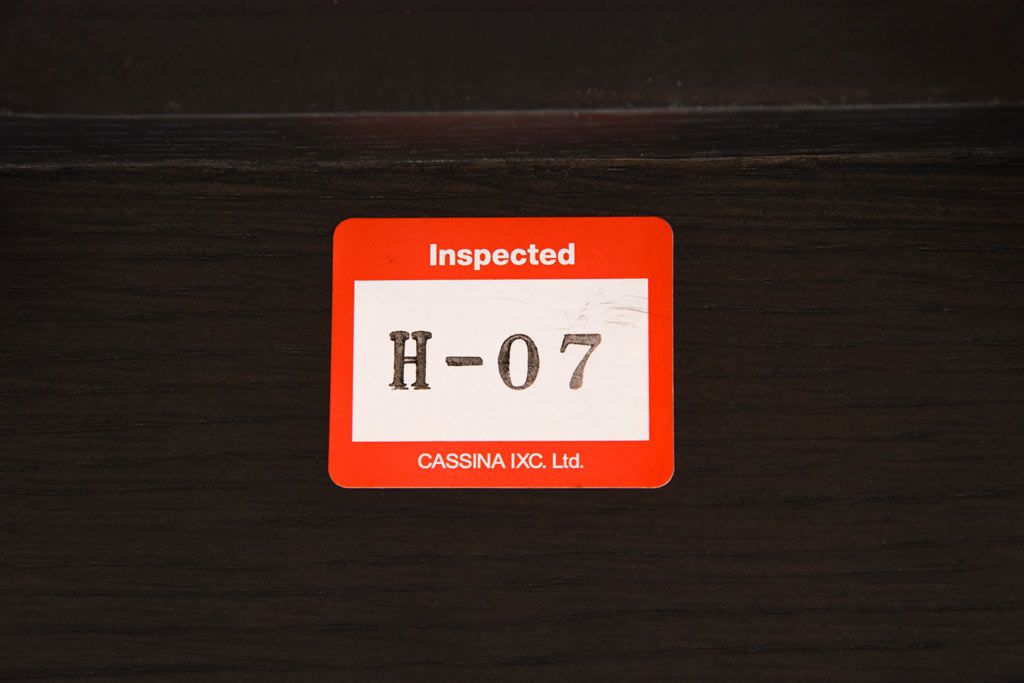 Inspected
H-07
CASSINA IXC. Ltd.